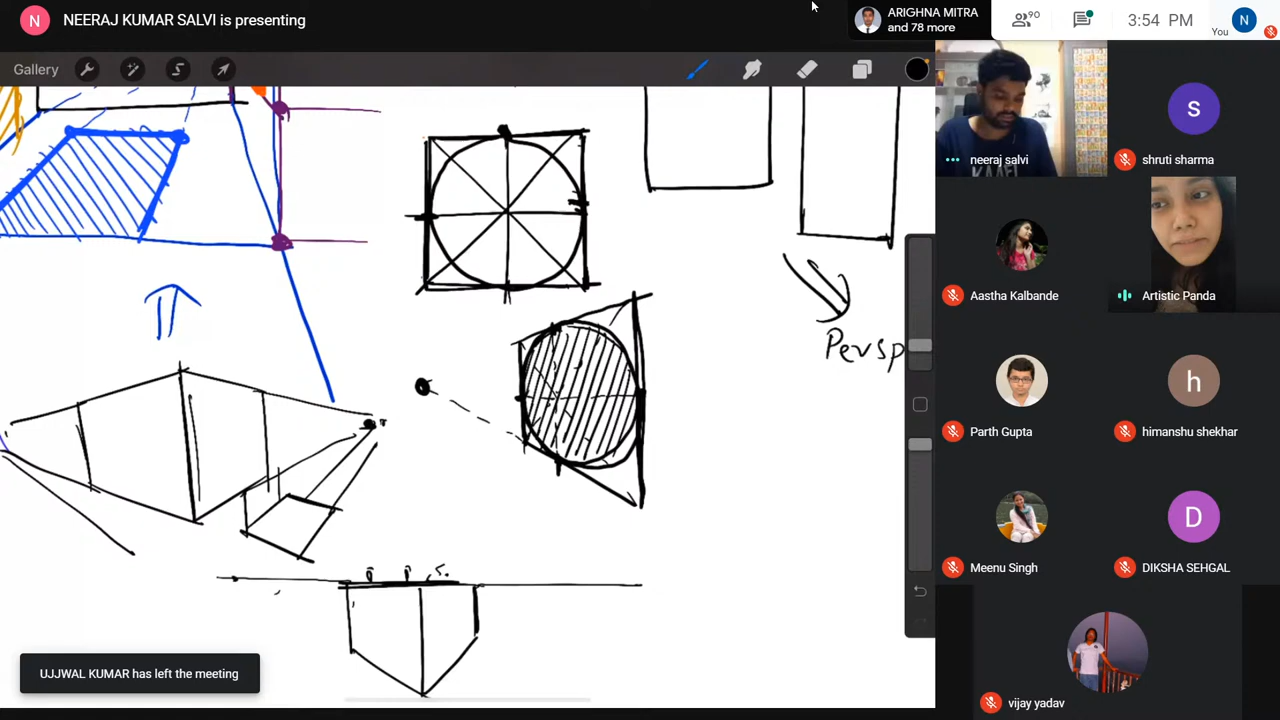 N
NEERAJ KUMAR SALVI is presenting
ARIGHNA MITRA
and 78 more
90
3:54 PM
You
N
Gallery
neeraj salvi
S
shruti sharma
Aastha Kalbande
Artistic Panda
Persp
Parth Gupta
h
himanshu shekhar
Meenu Singh
D
DIKSHA SEHGAL
UJJWAL KUMAR has left the meeting
vijay yadav